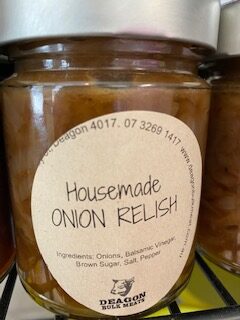 Deagon 4017. 07 3269 1417.
Housemade
ONION RELISH
Ingredients: Onions, Balsamic Vinegar,
Brown Sugar, Salt, Pepper
DEAGON
BULK MEATS